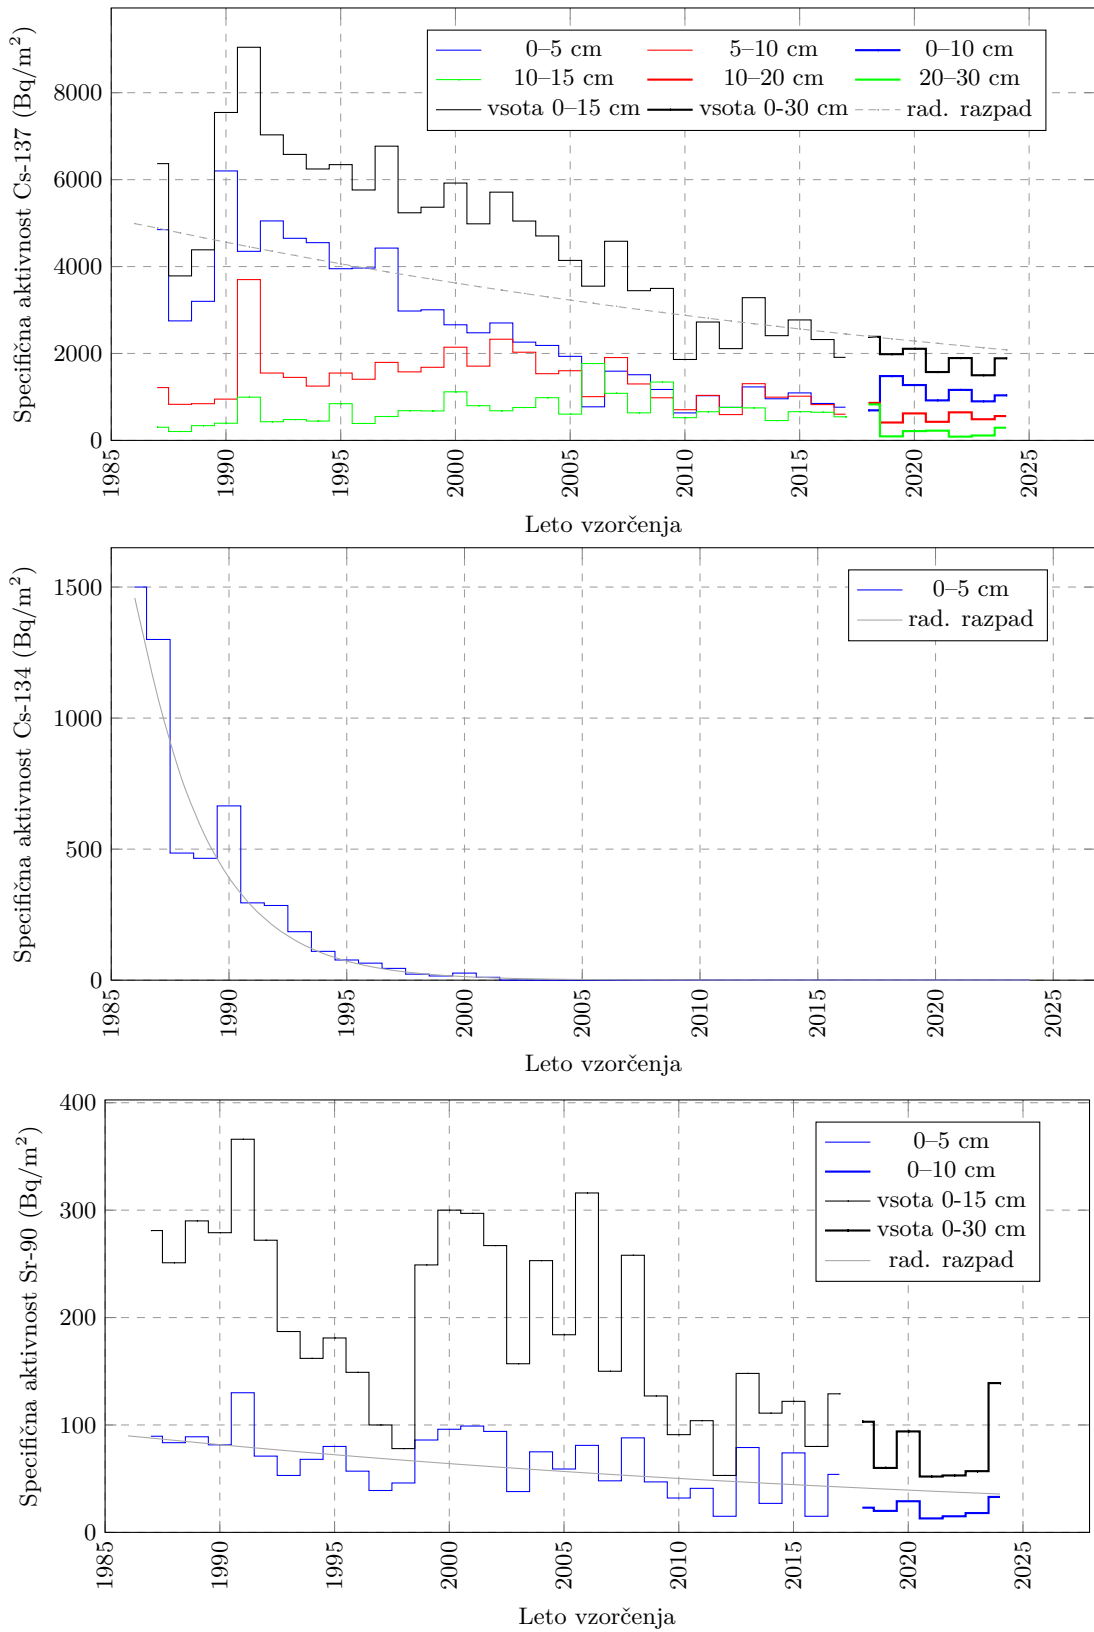 Specifična aktivnost Cs-137 (Bq/m²)
0–5 cm 5–10 cm 0–10 cm
10–15 cm 10–20 cm 20–30 cm
vsota 0–15 cm vsota 0-30 cm rad. razpad
8000
6000
4000
2000
0
1985 1990 1995 2000 2005 2010 2015 2020 2025
Leto vzorčenja
Specifična aktivnost Cs-134 (Bq/m²)
0–5 cm
rad. razpad
1500
1000
500
0
1985 1990 1995 2000 2005 2010 2015 2020 2025
Leto vzorčenja
Specifična aktivnost Sr-90 (Bq/m²)
0–5 cm
0–10 cm
vsota 0-15 cm
vsota 0-30 cm
rad. razpad
400
300
200
100
0
1985 1990 1995 2000 2005 2010 2015 2020 2025
Leto vzorčenja